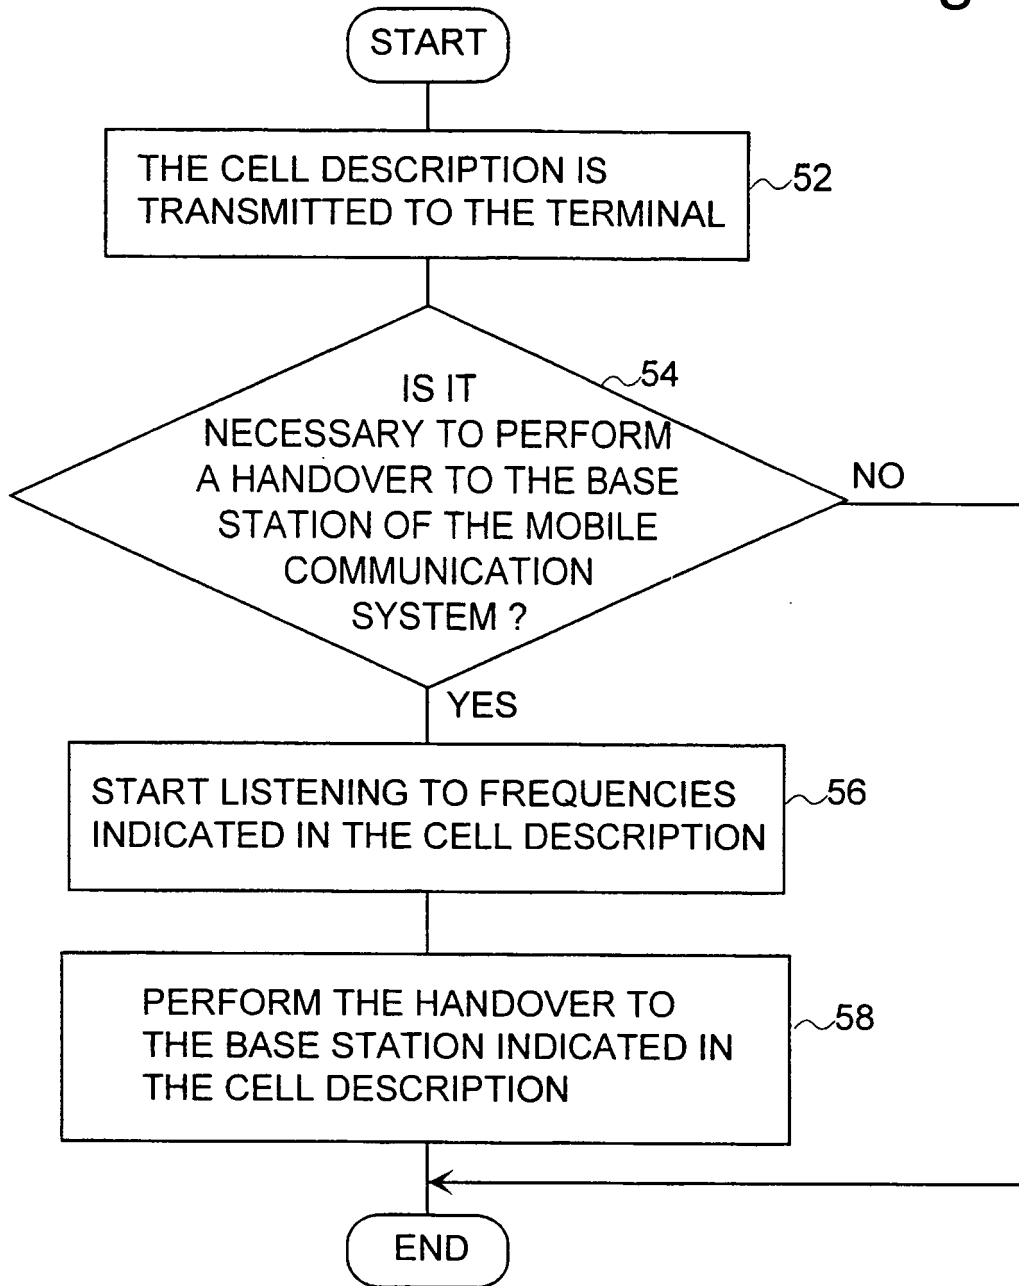 START
THE CELL DESCRIPTION IS
TRANSMITTED TO THE TERMINAL
52
54
IS IT
NECESSARY TO PERFORM
A HANDOVER TO THE BASE
STATION OF THE MOBILE
COMMUNICATION
SYSTEM ?
NO
YES
START LISTENING TO FREQUENCIES
INDICATED IN THE CELL DESCRIPTION
56
PERFORM THE HANDOVER TO
THE BASE STATION INDICATED IN
THE CELL DESCRIPTION
58
END